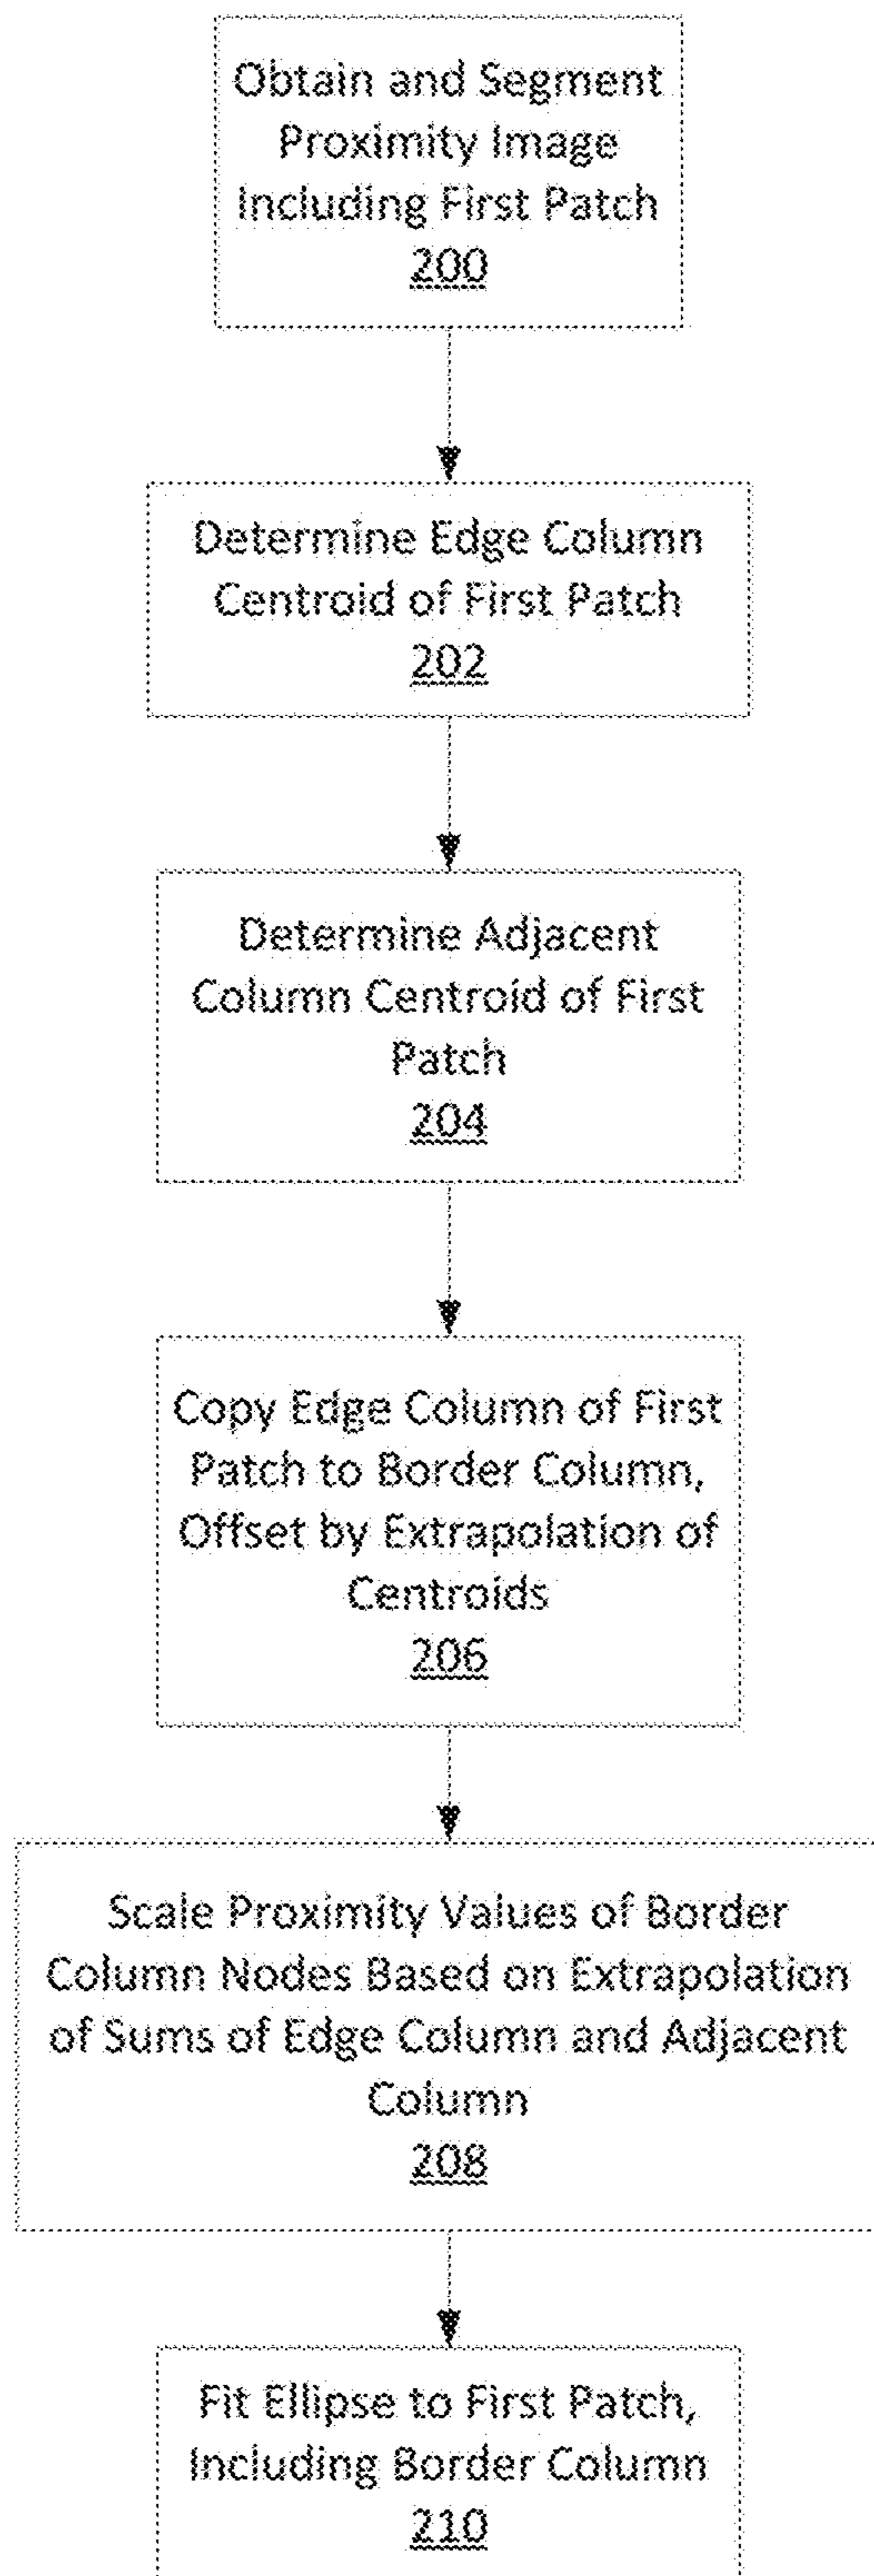 Obtain and Segment
Proximity Image
Including First Patch
200
Determine Edge Column
Centroid of First Patch
202
Determine Adjacent
Column Centroid of First
Patch
204
Copy Edge Column of First
Patch to Border Column,
Offset by Extrapolation of
Centroids
206
Scale Proximity Values of Border
Column Nodes Based on Extrapolation
of Sums of Edge Column and Adjacent
Column
208
Fit Ellipse to First Patch,
Including Border Column
210